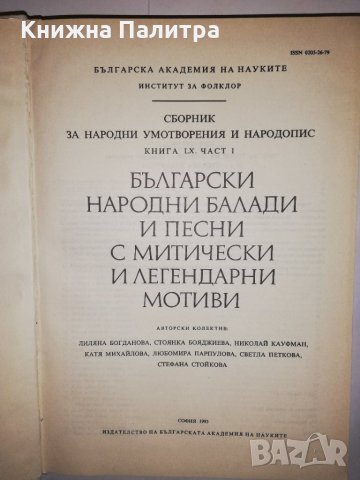 Книжна Палитра
ISSN 0205-26-79
БЪЛГАРСКА АКАДЕМИЯ НА НАУКИТЕ
ИНСТИТУТ ЗА ФОЛКЛОР
СБОРНИК
ЗА НАРОДНИ УМОТВОРЕНИЯ И НАРОДОПИС
КНИГА LX. ЧАСТ I
БЪЛГАРСКИ
НАРОДНИ БАЛАДИ
И ПЕСНИ
С МИТИЧЕСКИ
И ЛЕГЕНДАРНИ
МОТИВИ
АВТОРСКИ КОЛЕКТИВ:
ЛИЛЯНА БОГДАНОВА, СТОЯНКА БОЯДЖИЕВА, НИКОЛАЙ КАУФМАН,
КАТЯ МИХАЙЛОВА, ЛЮБОМИРА ПАРПУЛОВА, СВЕТЛА ПЕТКОВА,
СТЕФАНА СТОЙКОВА
СОФИЯ 1993
ИЗДАТЕЛСТВО НА БЪЛГАРСКАТА АКАДЕМИЯ НА НАУКИТЕ
BAZAR